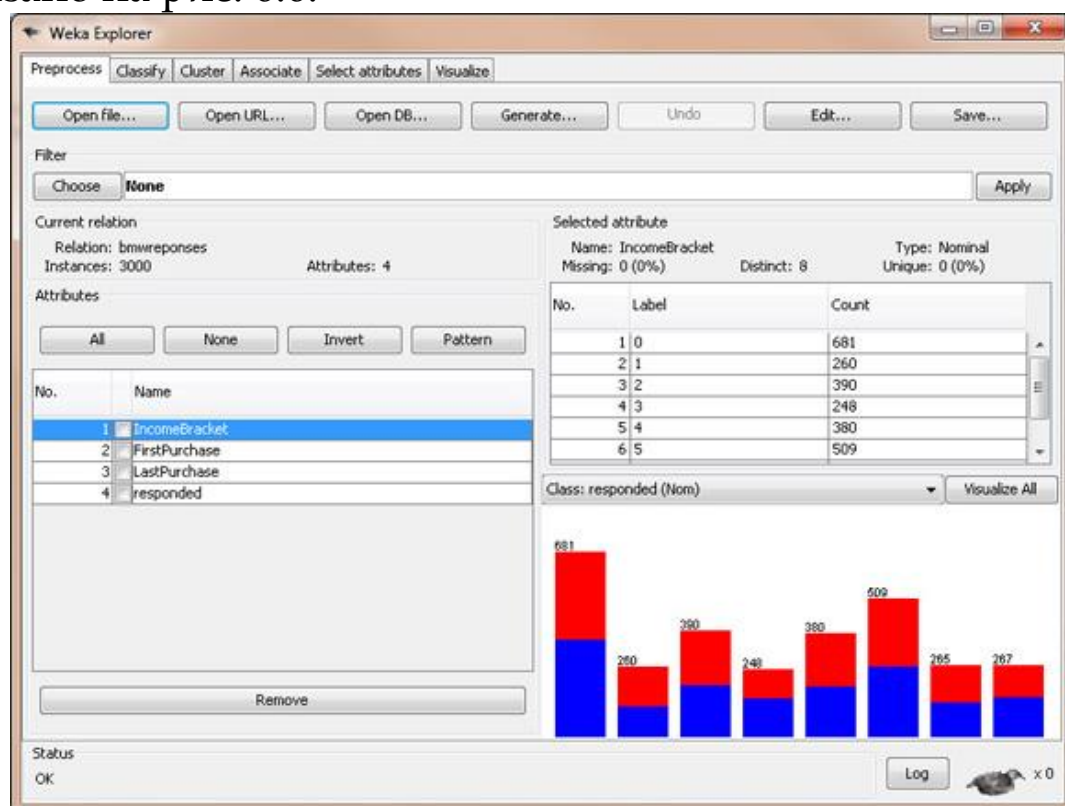 Weka Explorer
Preprocess Classify Cluster Associate Select attributes Visualize
Open file... Open URL... Open DB... Generate... Undo Edit... Save...
Filter
Choose None Apply
Current relation
Relation: bmwreponses
Instances: 3000 Attributes: 4
Attributes
All None Invert Pattern
No. Name
1 IncomeBracket
2 FirstPurchase
3 LastPurchase
4 responded
Remove
Selected attribute
Name: IncomeBracket Type: Nominal
Missing: 0 (0%) Distinct: 8 Unique: 0 (0%)
No. Label Count
1 0 681
2 1 260
3 2 390
4 3 248
5 4 380
6 5 509
Class: responded (Nom) Visualize All
681 260 390 248 380 509 265 267
Status
OK
Log x 0